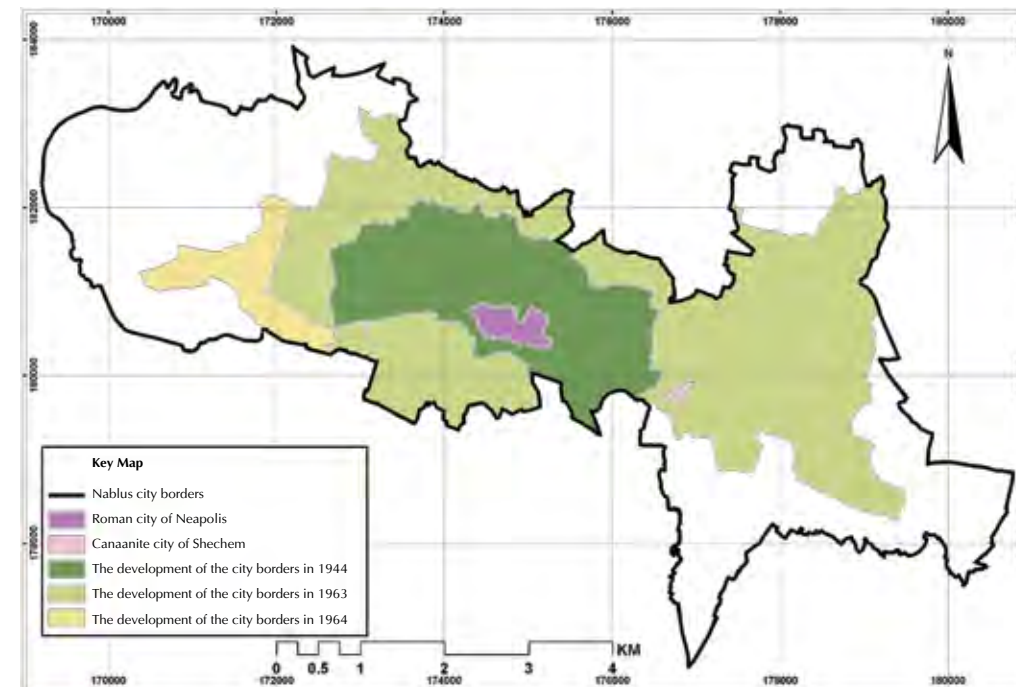 170000 172000 174000 176000 178000 180000
184000
N
182000
180000
178000
Key Map
Nablus city borders
Roman city of Neapolis
Canaanite city of Shechem
The development of the city borders in 1944
The development of the city borders in 1963
The development of the city borders in 1964
KM
0 0.5 1 2 3 4
170000 172000 174000 176000 178000 180000